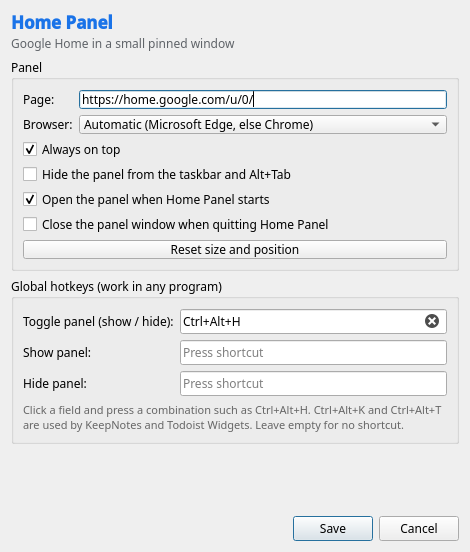 Home Panel
Google Home in a small pinned window
Panel
Page: https://home.google.com/u/0/
Browser: Automatic (Microsoft Edge, else Chrome)
Always on top
Hide the panel from the taskbar and Alt+Tab
Open the panel when Home Panel starts
Close the panel window when quitting Home Panel
Reset size and position
Global hotkeys (work in any program)
Toggle panel (show / hide): Ctrl+Alt+H
Show panel: Press shortcut
Hide panel: Press shortcut
Click a field and press a combination such as Ctrl+Alt+H. Ctrl+Alt+K and Ctrl+Alt+T
are used by KeepNotes and Todoist Widgets. Leave empty for no shortcut.
Save Cancel